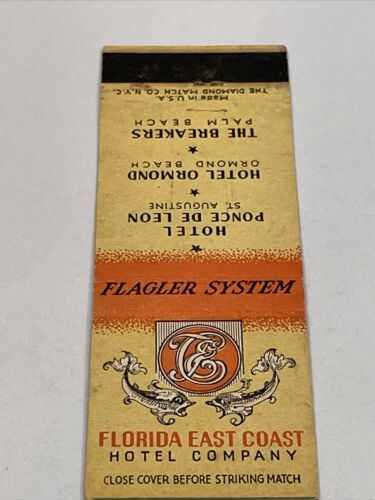 FLAGLER SYSTEM
FLORIDA EAST COAST
HOTEL COMPANY
CLOSE COVER BEFORE STRIKING MATCH
HOTEL
PONCE DE LEON
ST. AUGUSTINE
HOTEL ORMOND
ORMOND BEACH
THE BREAKERS
PALM BEACH
Made in U.S.A.
THE DIAMOND MATCH CO. N.Y.C.